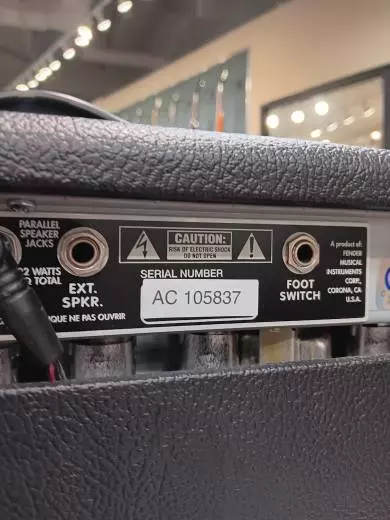 PARALLEL
SPEAKER
JACKS
WATTS
TOTAL
EXT.
SPKR.
CAUTION:
RISK OF ELECTRIC SHOCK
DO NOT OPEN
SERIAL NUMBER
AC 105837
QUE NE PAS OUVRIR
FOOT
SWITCH
A product of:
FENDER
MUSICAL
INSTRUMENTS
CORP.,
CORONA, CA
U.S.A.